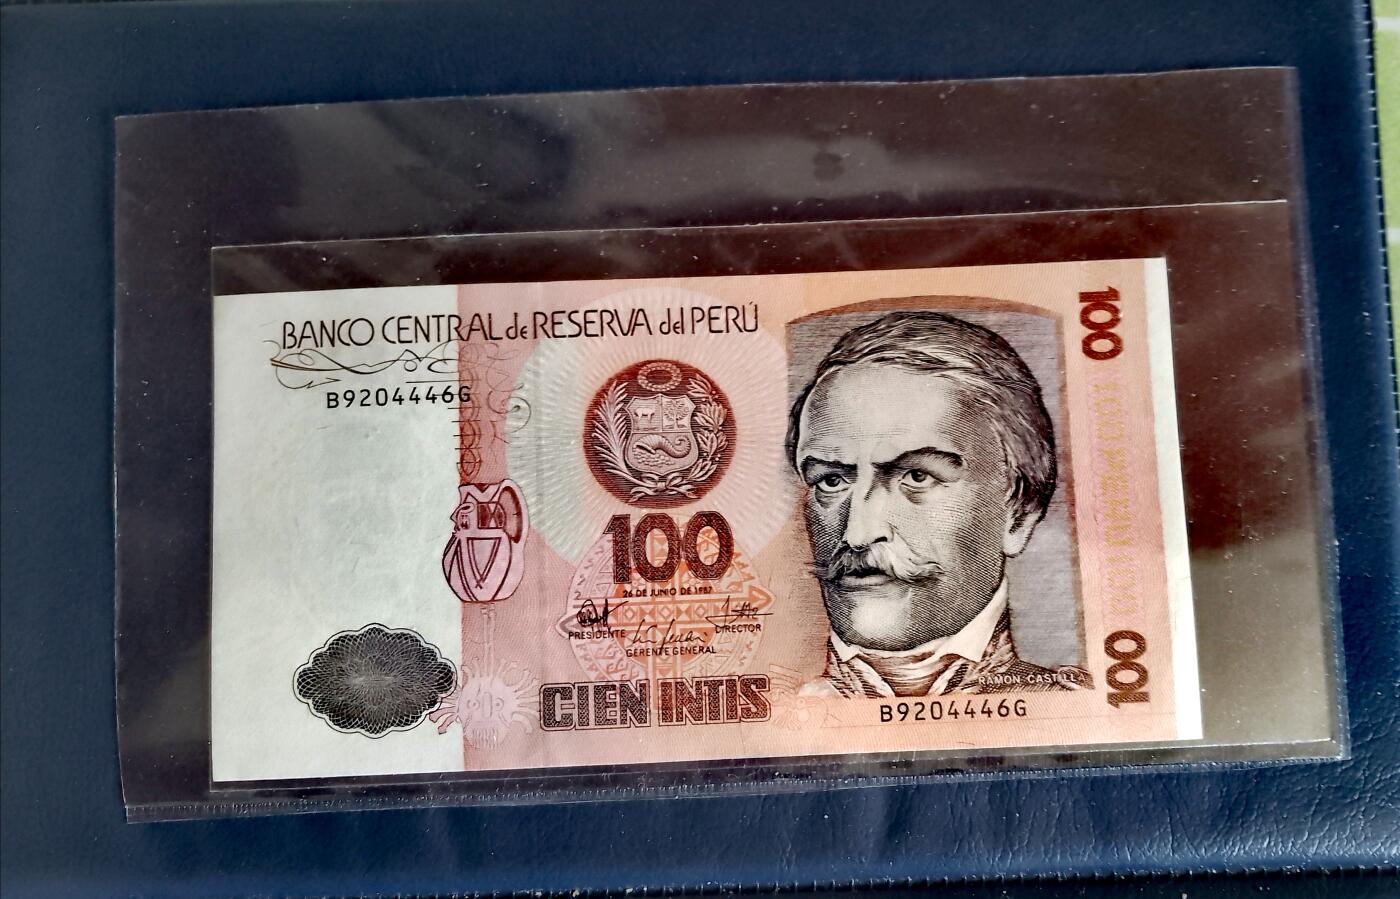 BANCO CENTRAL de RESERVA del PERÚ
B9204446G
100
100
26 DE JUNIO DE 1987
PRESIDENTE
DIRECTOR
GERENTE GENERAL
CIEN INTIS
RAMON CASTILLA
B9204446G
100